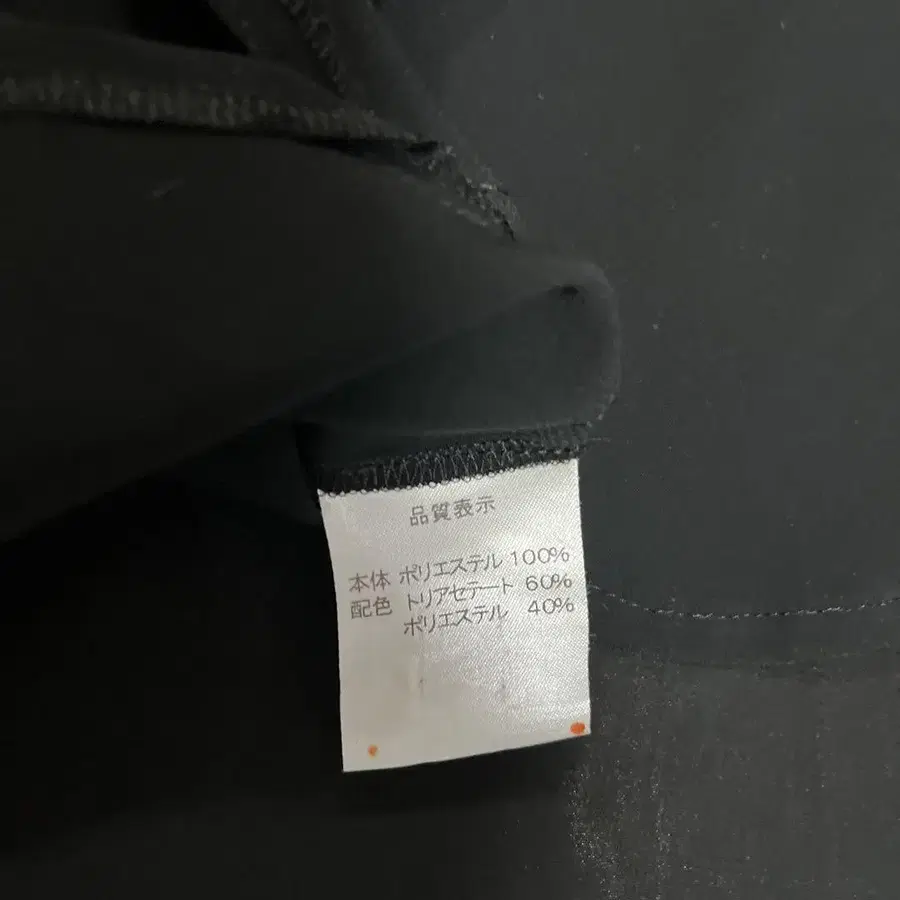 品質表示
本体 ポリエステル 100%
配色 トリアセテート 60%
ポリエステル 40%